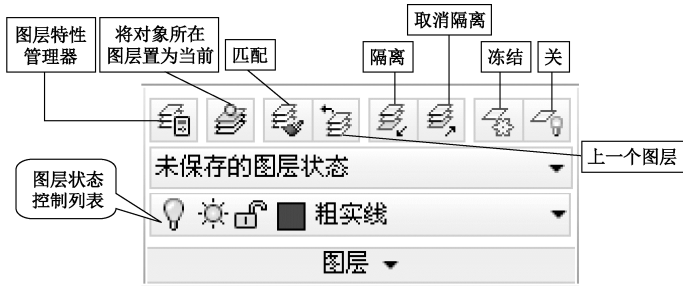 图层特性
管理器
将对象所在
图层置为当前
匹配
隔离
取消隔离
冻结
关
上一个图层
未保存的图层状态
图层状态
控制列表
粗实线
图层